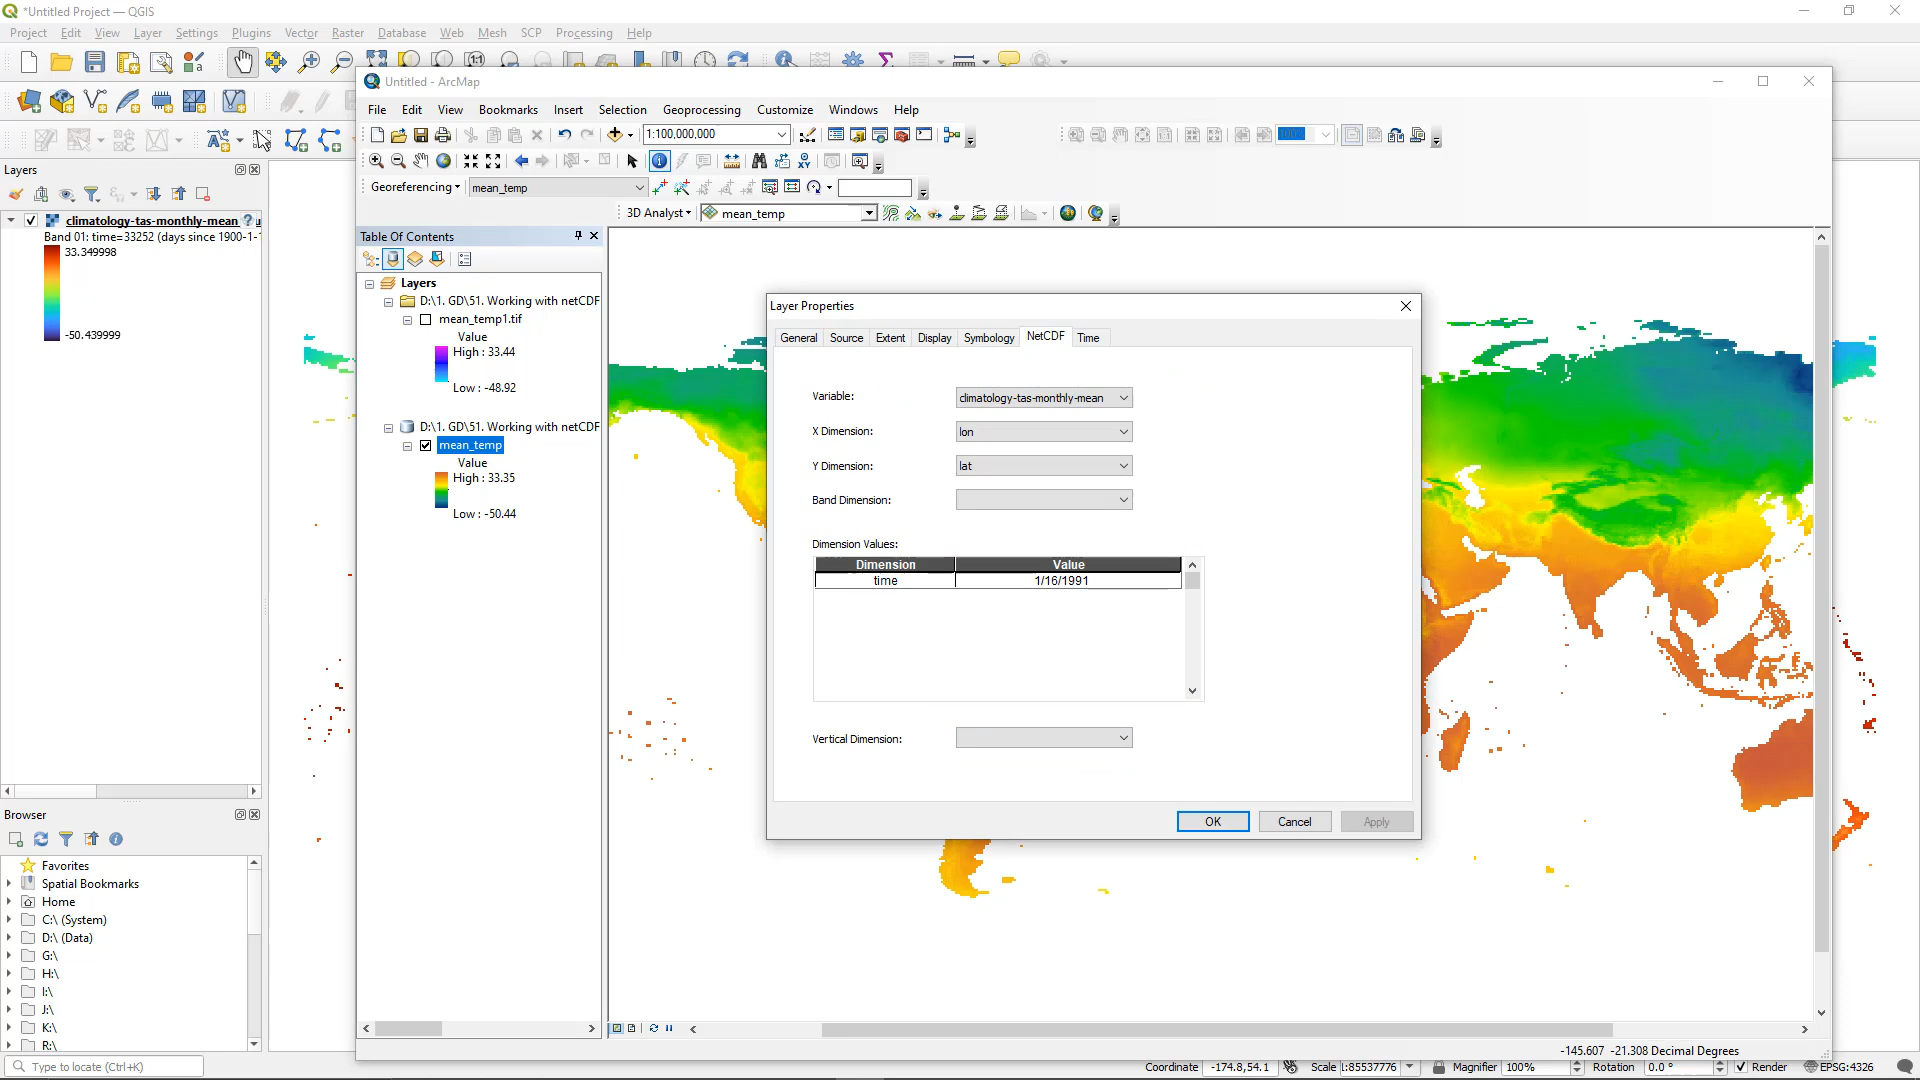 *Untitled Project — QGIS
Project Edit View Layer Settings Plugins Vector Raster Database Web Mesh SCP Processing Help
Untitled - ArcMap
File Edit View Bookmarks Insert Selection Geoprocessing Customize Windows Help
1:100,000,000
100%
Georeferencing mean_temp
3D Analyst mean_temp
Layers
climatology-tas-monthly-mean
Band 01: time=33252 (days since 1900-1-
33.349998
-50.439999
Table Of Contents
Layers
D:\1. GD\51. Working with netCDF
mean_temp1.tif
Value
High : 33.44
Low : -48.92
D:\1. GD\51. Working with netCDF
mean_temp
Value
High : 33.35
Low : -50.44
Layer Properties
General Source Extent Display Symbology NetCDF Time
Variable: climatology-tas-monthly-mean
X Dimension: lon
Y Dimension: lat
Band Dimension:
Dimension Values:
Dimension Value
time 1/16/1991
Vertical Dimension:
OK Cancel Apply
Browser
Favorites
Spatial Bookmarks
Home
C:\ (System)
D:\ (Data)
G:\
H:\
I:\
J:\
K:\
R:\
-145.607 -21.308 Decimal Degrees
Type to locate (Ctrl+K)
Coordinate -174.8,54.1 Scale 1:85537776 Magnifier 100% Rotation 0.0 ° Render EPSG:4326